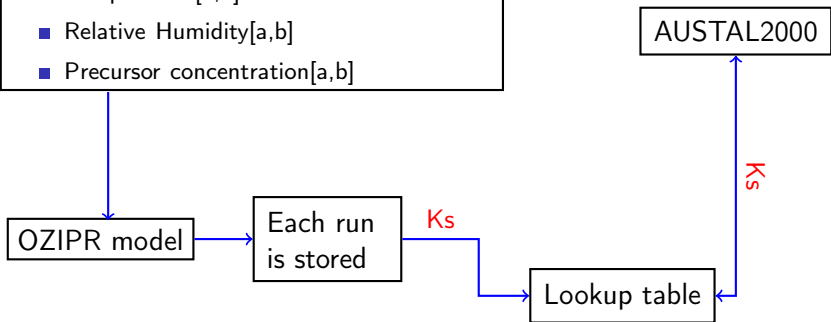 Relative Humidity[a,b]
Precursor concentration[a,b]
AUSTAL2000
Ks
OZIPR model
Each run
is stored
Ks
Lookup table